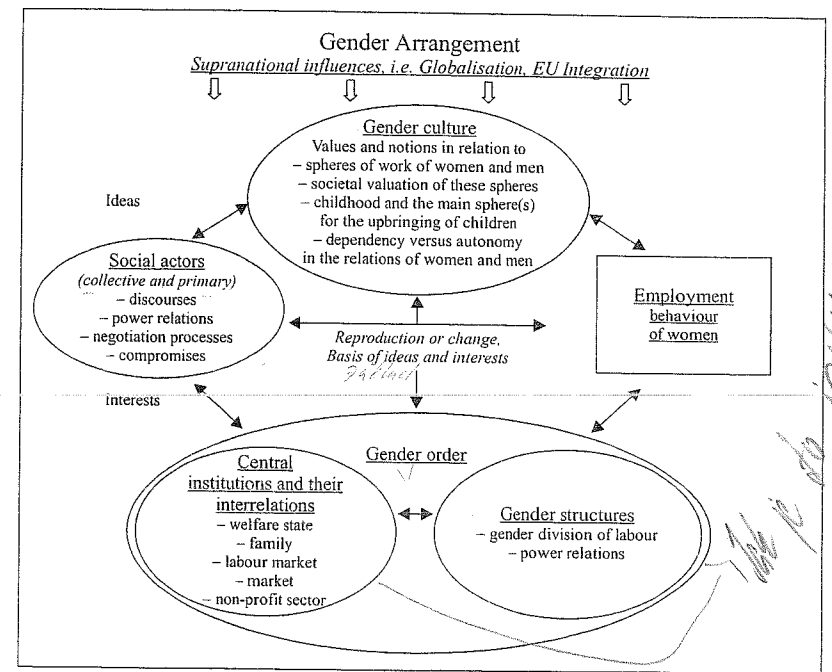 Gender Arrangement
Supranational influences, i.e. Globalisation, EU Integration
Gender culture
Values and notions in relation to
– spheres of work of women and men
– societal valuation of these spheres
– childhood and the main sphere(s)
for the upbringing of children
– dependency versus autonomy
in the relations of women and men
Ideas
Social actors
(collective and primary)
– discourses
– power relations
– negotiation processes
– compromises
Employment
behaviour
of women
Reproduction or change,
Basis of ideas and interests
interests
Gender order
Central
institutions and their
interrelations
– welfare state
– family
– labour market
– market
– non-profit sector
Gender structures
– gender division of labour
– power relations